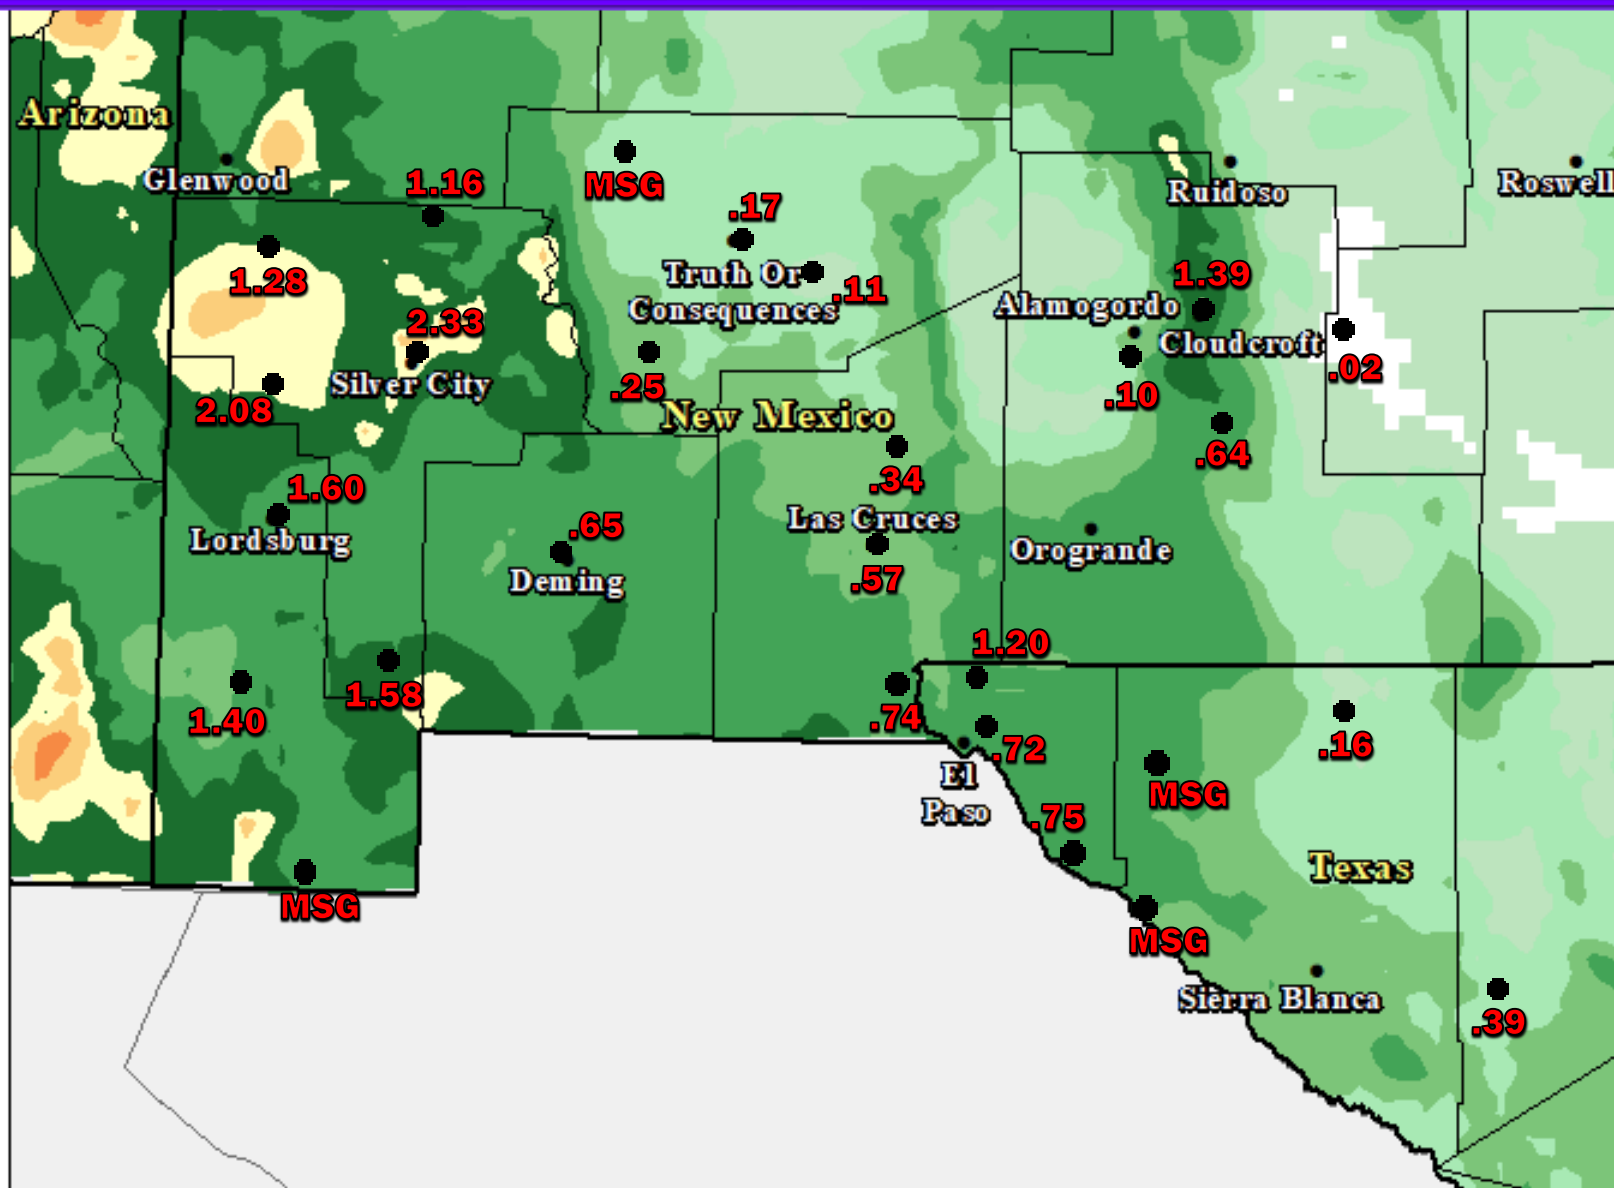 Arizona
Glenwood
1.16
MSG
.17
Ruidoso
Roswell
1.28
Truth Or
Consequences
.11
1.39
Alamogordo
Cloudcroft
2.33
Silver City
.25
.02
2.08
New Mexico
.10
.64
.34
1.60
Lordsburg
.65
Deming
Las Cruces
.57
Orogrande
1.20
1.40
1.58
.74
.72
.16
El
Paso
MSG
.75
Texas
MSG
MSG
Sierra Blanca
.39